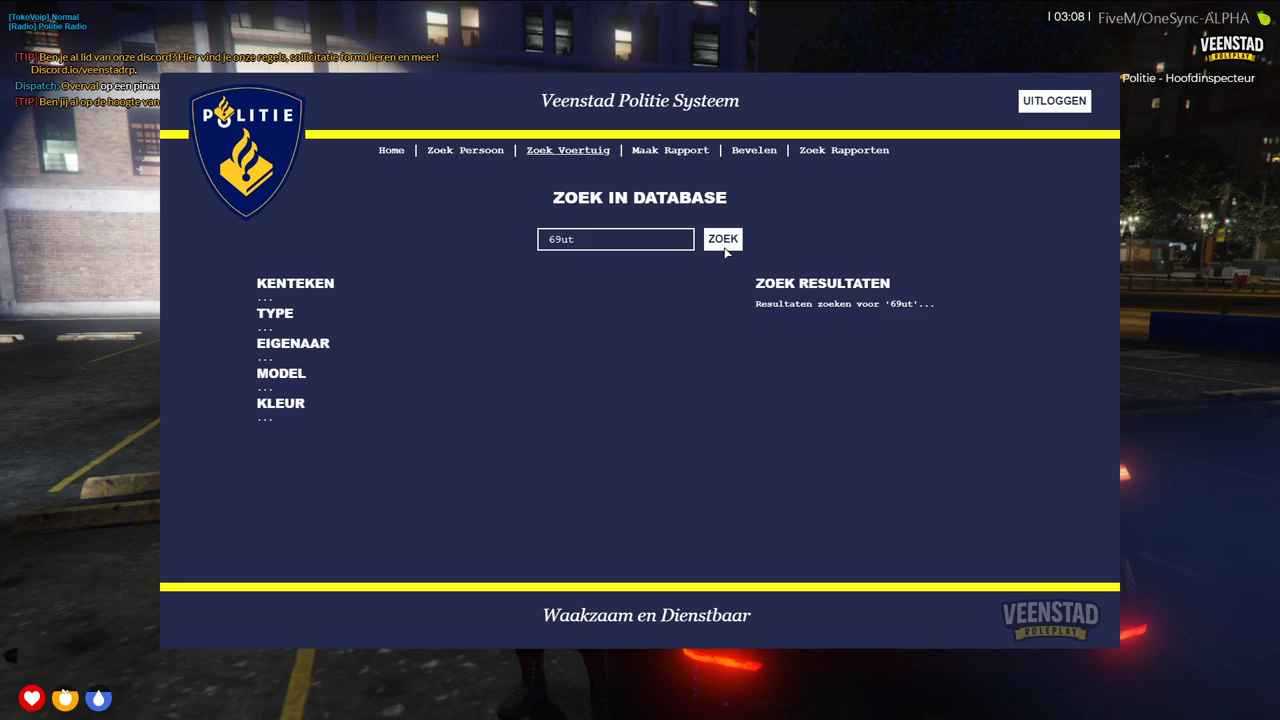 [TokoVoip] Normal
[Radio] Politie Radio
| 03:08 |
FiveM/OneSync-ALPHA
VEENSTAD
ROLEPLAY
Politie - Hoofdinspecteur
[TIP] Ben je al lid van onze discord? Hier vind je onze regels, sollicitatie formulieren en meer!
Discord.io/veenstadrp.
Dispatch: Overval op een pinau
[TIP] Ben jij al op de hoogte van
POLITIE
Veenstad Politie Systeem
UITLOGGEN
Home | Zoek Persoon | Zoek Voertuig | Maak Rapport | Bevelen | Zoek Rapporten
ZOEK IN DATABASE
69ut
ZOEK
KENTEKEN
...
TYPE
...
EIGENAAR
...
MODEL
...
KLEUR
...
ZOEK RESULTATEN
Resultaten zoeken voor '69ut'...
Waakzaam en Dienstbaar
VEENSTAD
ROLEPLAY